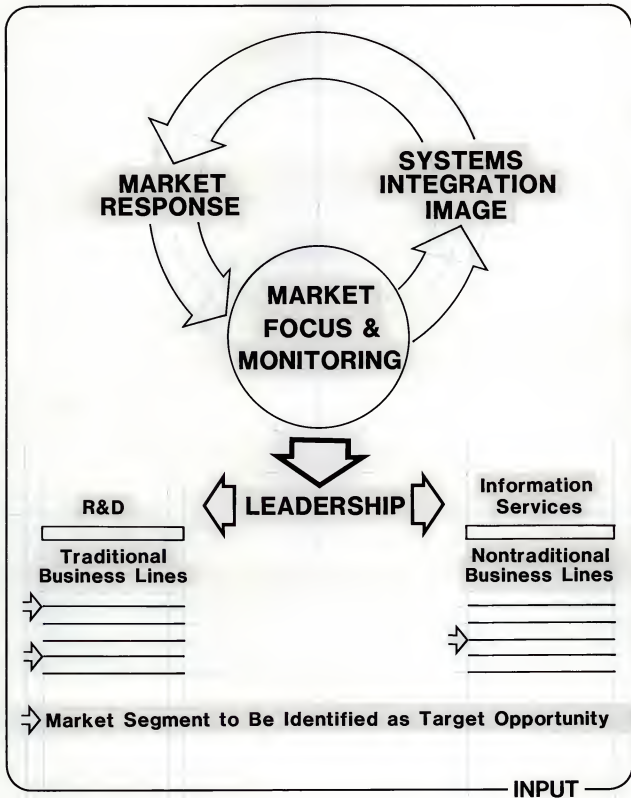 MARKET
RESPONSE
SYSTEMS
INTEGRATION
IMAGE
MARKET
FOCUS &
MONITORING
LEADERSHIP
R&D
Traditional
Business Lines
Information
Services
Nontraditional
Business Lines
Market Segment to Be Identified as Target Opportunity
INPUT